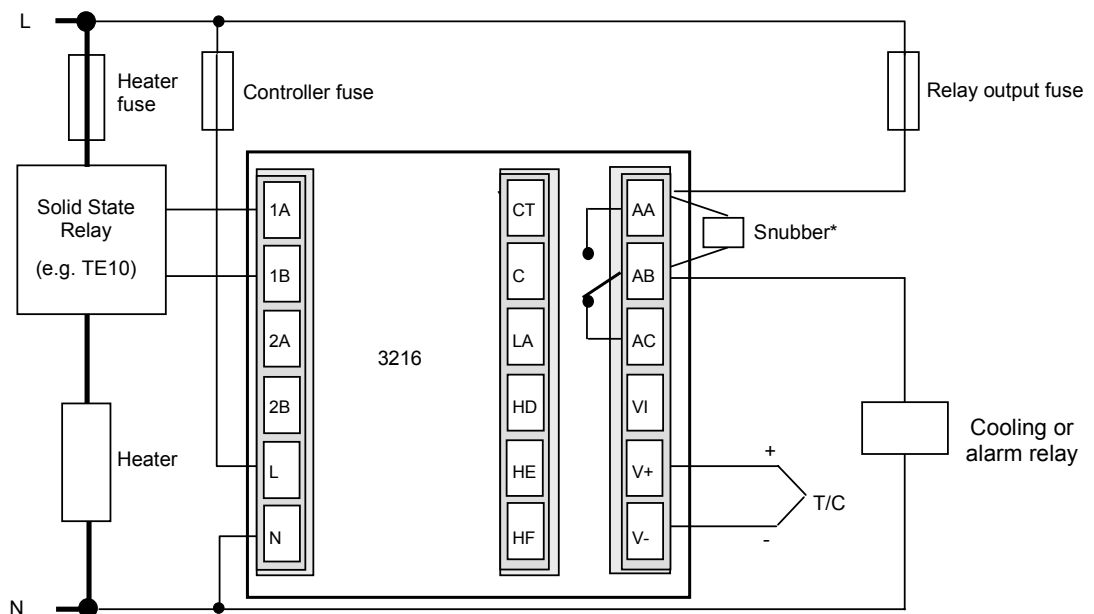 L
Heater
fuse
Controller fuse
Relay output fuse
Solid State
Relay
(e.g. TE10)
1A
1B
2A
2B
L
N
3216
CT
C
LA
HD
HE
HF
AA
AB
AC
VI
V+
V-
Snubber*
Heater
Cooling or
alarm relay
+
T/C
-
N